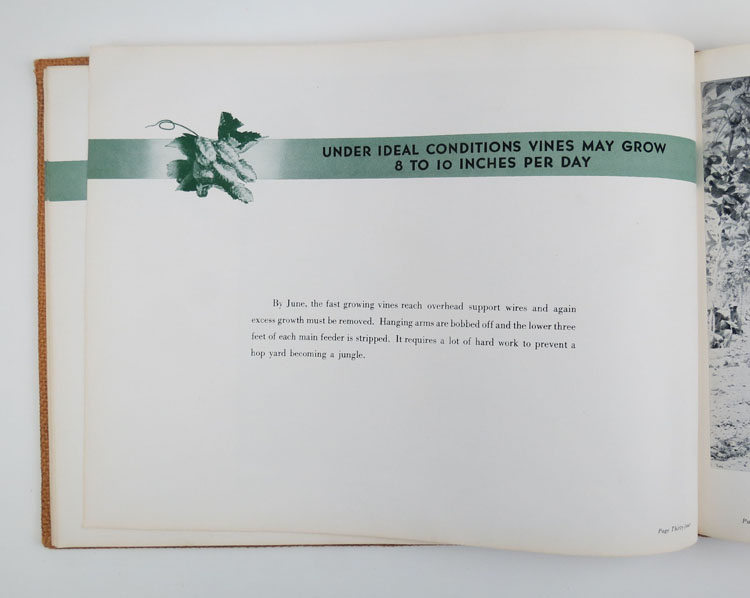 UNDER IDEAL CONDITIONS VINES MAY GROW
8 TO 10 INCHES PER DAY
By June, the fast growing vines reach overhead support wires and again
excess growth must be removed. Hanging arms are bobbed off and the lower three
feet of each main feeder is stripped. It requires a lot of hard work to prevent a
hop yard becoming a jungle.
Page Thirty-four